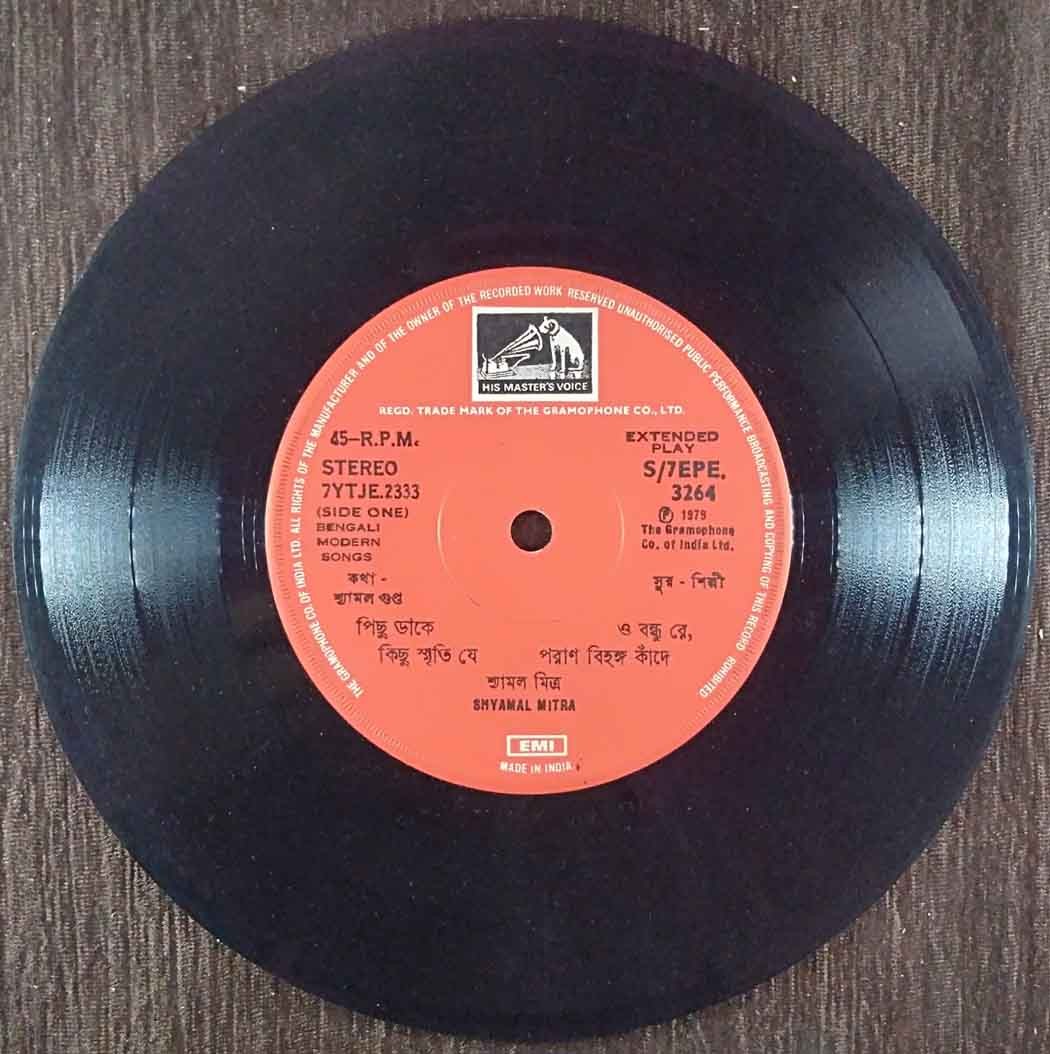 THE GRAMOPHONE CO. OF INDIA LTD. ALL RIGHTS OF THE MANUFACTURER AND OF THE OWNER OF THE RECORDED WORK RESERVED UNAUTHORISED PUBLIC PERFORMANCE BROADCASTING AND COPYING OF THIS RECORD ROHIBITED
HIS MASTER'S VOICE
REGD. TRADE MARK OF THE GRAMOPHONE CO., LTD.
45-R.P.M.
EXTENDED
PLAY
STEREO
7YTJE.2333
S/7EPE.
3264
(SIDE ONE)
BENGALI
MODERN
SONGS
Ⓟ 1979
The Gramophone
Co. of India Ltd.
কথা -
শ্যামল গুপ্ত
সুর - শিল্পী
পিছু ডাকে
কিছু স্মৃতি যে
ও বন্ধু রে,
পরাণ বিহঙ্গ কাঁদে
শ্যামল মিত্র
SHYAMAL MITRA
EMI
MADE IN INDIA